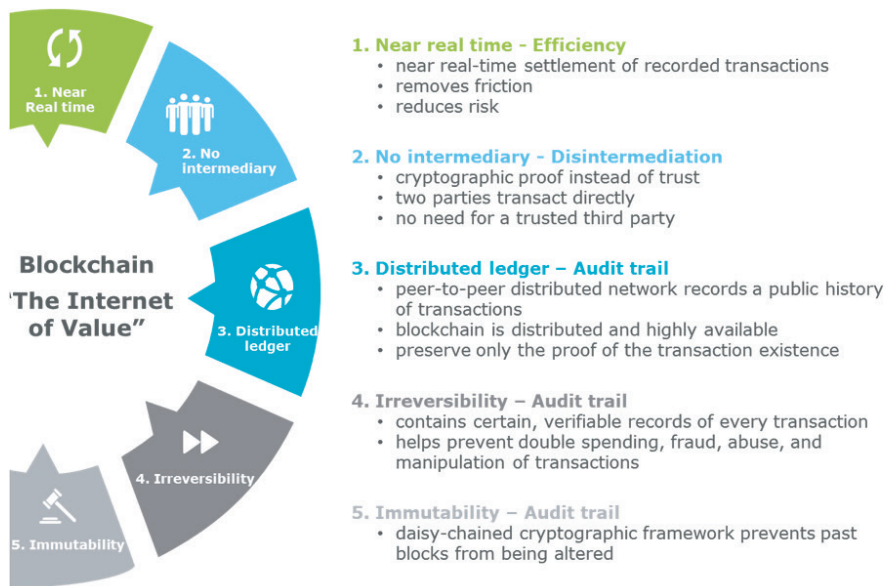 1. Near
Real time
2. No
intermediary
Blockchain
"The Internet
of Value”
3. Distributed
ledger
4. Irreversibility
5. Immutability
1. Near real time - Efficiency
• near real-time settlement of recorded transactions
• removes friction
• reduces risk
2. No intermediary - Disintermediation
• cryptographic proof instead of trust
• two parties transact directly
• no need for a trusted third party
3. Distributed ledger – Audit trail
• peer-to-peer distributed network records a public history
of transactions
• blockchain is distributed and highly available
• preserve only the proof of the transaction existence
4. Irreversibility – Audit trail
• contains certain, verifiable records of every transaction
• helps prevent double spending, fraud, abuse, and
manipulation of transactions
5. Immutability – Audit trail
• daisy-chained cryptographic framework prevents past
blocks from being altered